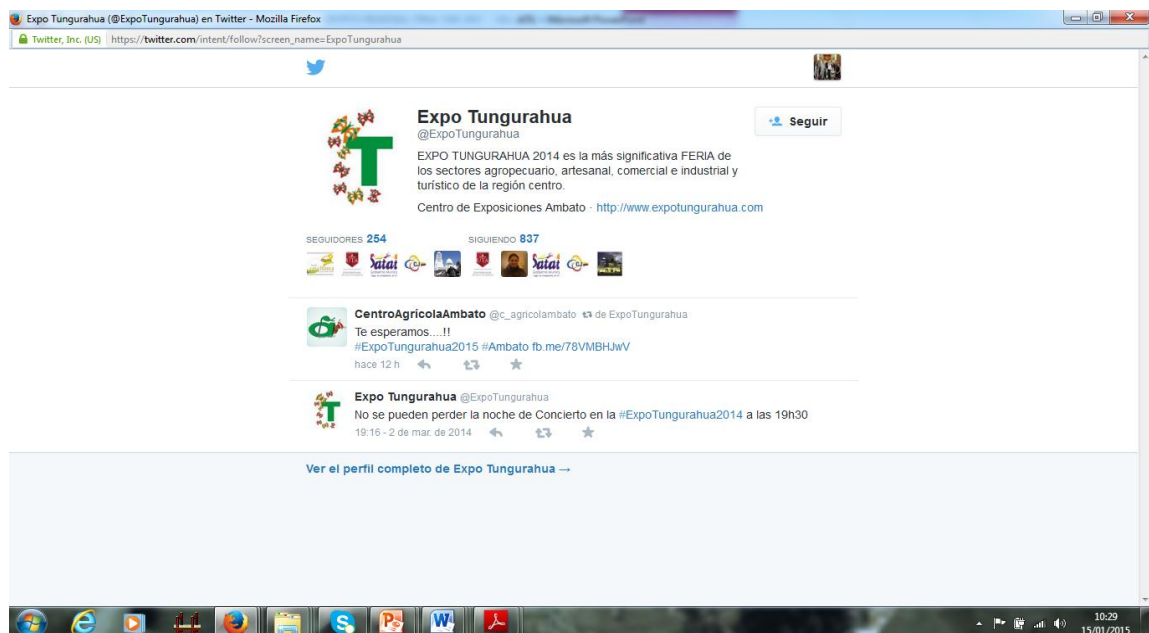 Expo Tungurahua (@ExpoTungurahua) en Twitter - Mozilla Firefox
Twitter, Inc. (US) https://twitter.com/intent/follow?screen_name=ExpoTungurahua
Expo Tungurahua
Seguir
@ExpoTungurahua
EXPO TUNGURAHUA 2014 es la más significativa FERIA de
los sectores agropecuario, artesanal, comercial e industrial y
turístico de la región centro.
Centro de Exposiciones Ambato · http://www.expotungurahua.com
SEGUIDORES 254 SIGUIENDO 837
Satai Satai
CentroAgrícolaAmbato @c_agricolambato de ExpoTungurahua
Te esperamos....!!
#ExpoTungurahua2015 #Ambato fb.me/78VMBHJwV
hace 12 h
Expo Tungurahua @ExpoTungurahua
No se pueden perder la noche de Concierto en la #ExpoTungurahua2014 a las 19h30
19:16 - 2 de mar. de 2014
Ver el perfil completo de Expo Tungurahua →
10:29
15/01/2015